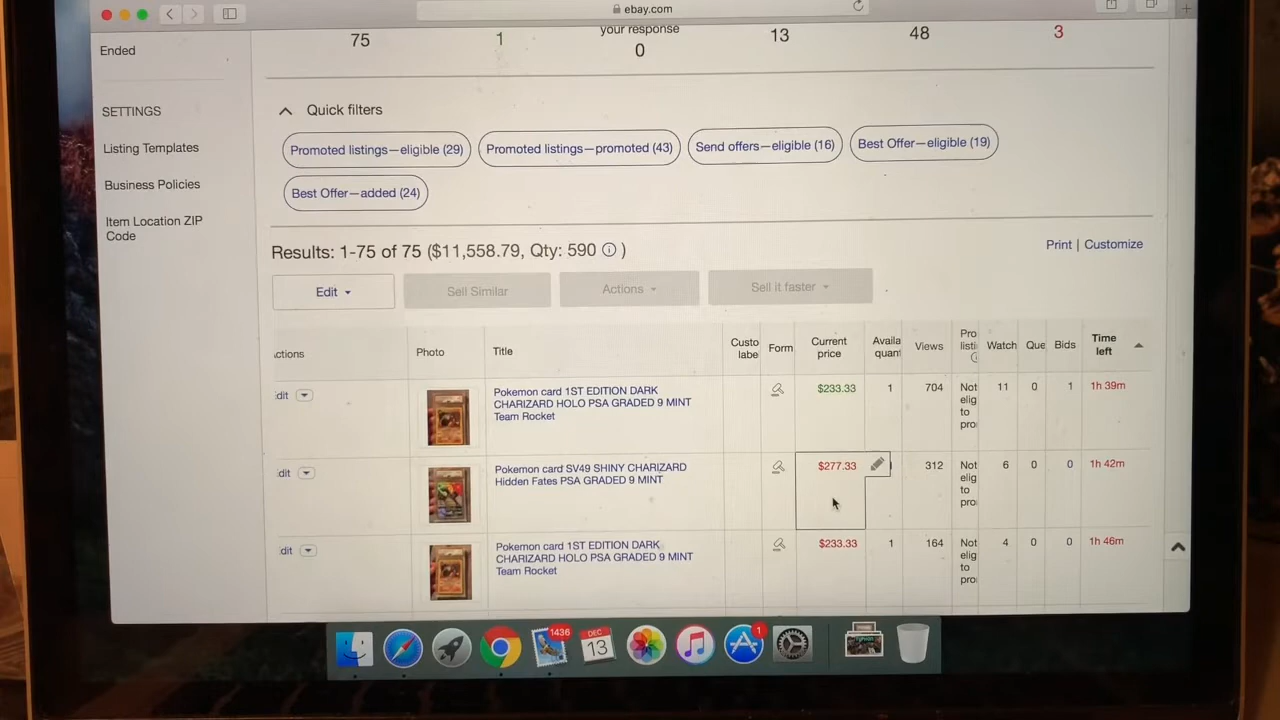 ebay.com
Ended
75
1
your response
0
13
48
3
SETTINGS
Listing Templates
Business Policies
Item Location ZIP
Code
Quick filters
Promoted listings—eligible (29)
Promoted listings—promoted (43)
Send offers—eligible (16)
Best Offer—eligible (19)
Best Offer—added (24)
Results: 1-75 of 75 ($11,558.79, Qty: 590 )
Print | Customize
Edit
Sell Similar
Actions
Sell it faster
ctions
Photo
Title
Custo
labe
Form
Current
price
Availa
quan
Views
Pro
listi
Watch
Que
Bids
Time
left
dit
Pokemon card 1ST EDITION DARK
CHARIZARD HOLO PSA GRADED 9 MINT
Team Rocket
$233.33
1
704
Not
elig
to
pro
11
0
1
1h 39m
dit
Pokemon card SV49 SHINY CHARIZARD
Hidden Fates PSA GRADED 9 MINT
$277.33
312
Not
elig
to
pro
6
0
0
1h 42m
dit
Pokemon card 1ST EDITION DARK
CHARIZARD HOLO PSA GRADED 9 MINT
Team Rocket
$233.33
1
164
Not
elig
to
pro
4
0
0
1h 46m
1436
DEC
13
1